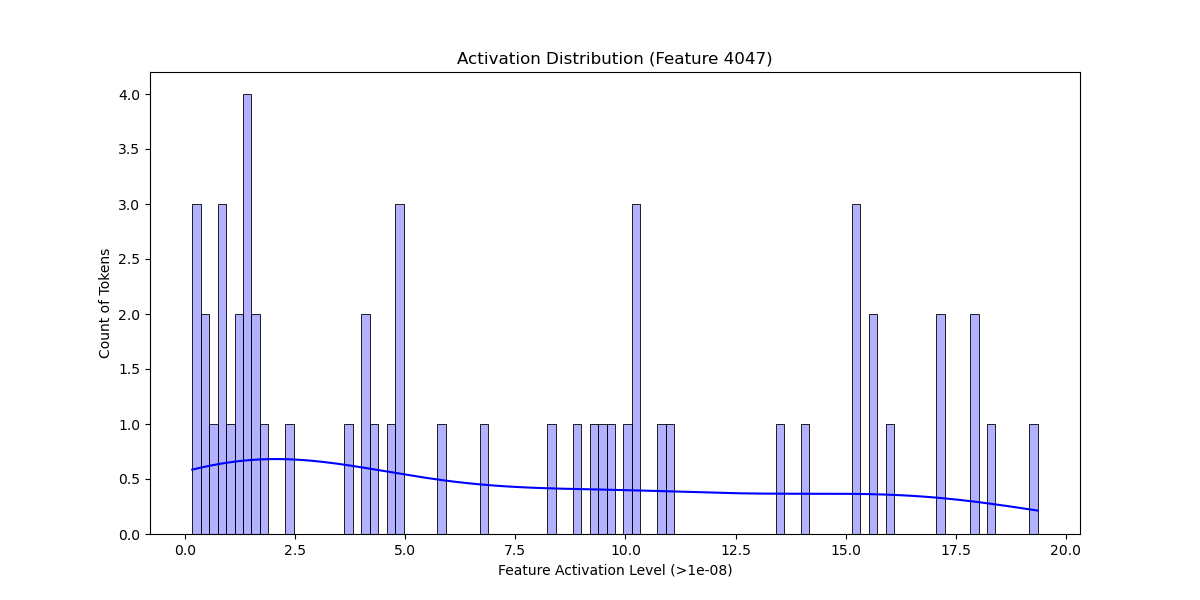 Activation Distribution (Feature 4047)
Count of Tokens
4.0
3.5
3.0
2.5
2.0
1.5
1.0
0.5
0.0
0.0 2.5 5.0 7.5 10.0 12.5 15.0 17.5 20.0
Feature Activation Level (>1e-08)